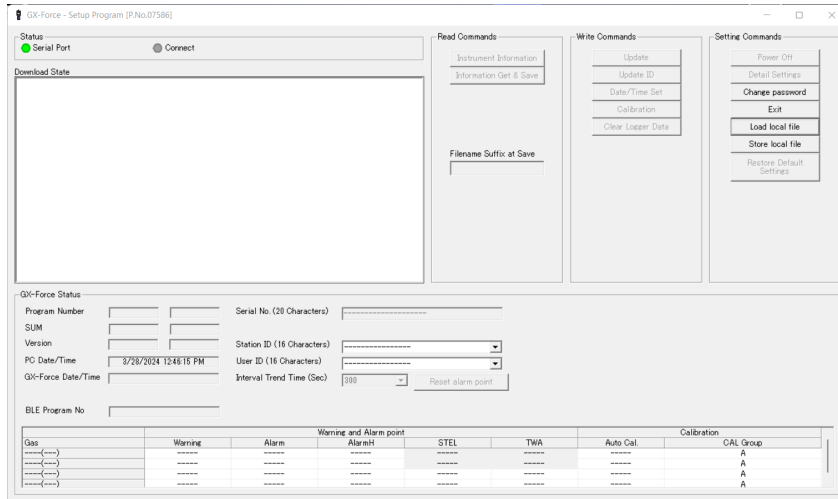 GX-Force - Setup Program [P.No.07586]
Status
Serial Port
Connect
Download State
Read Commands
Instrument Information
Information Get & Save
Filename Suffix at Save
Write Commands
Update
Update ID
Date/Time Set
Calibration
Clear Logger Data
Setting Commands
Power Off
Detail Settings
Change password
Exit
Load local file
Store local file
Restore Default
Settings
GX-Force Status
Program Number
SUM
Version
PC Date/Time 3/28/2024 12:46:15 PM
GX-Force Date/Time
BLE Program No
Serial No. (20 Characters) --------------------
Station ID (16 Characters) ----------------
User ID (16 Characters) ----------------
Interval Trend Time (Sec) 300 Reset alarm point
Warning and Alarm point Calibration
Gas Warning Alarm AlarmH STEL TWA Auto Cal. CAL Group
----(---) ----- ----- ----- ----- ----- ----- A
----(---) ----- ----- ----- ----- ----- ----- A
----(---) ----- ----- ----- ----- ----- ----- A
----(---) ----- ----- ----- ----- ----- ----- A